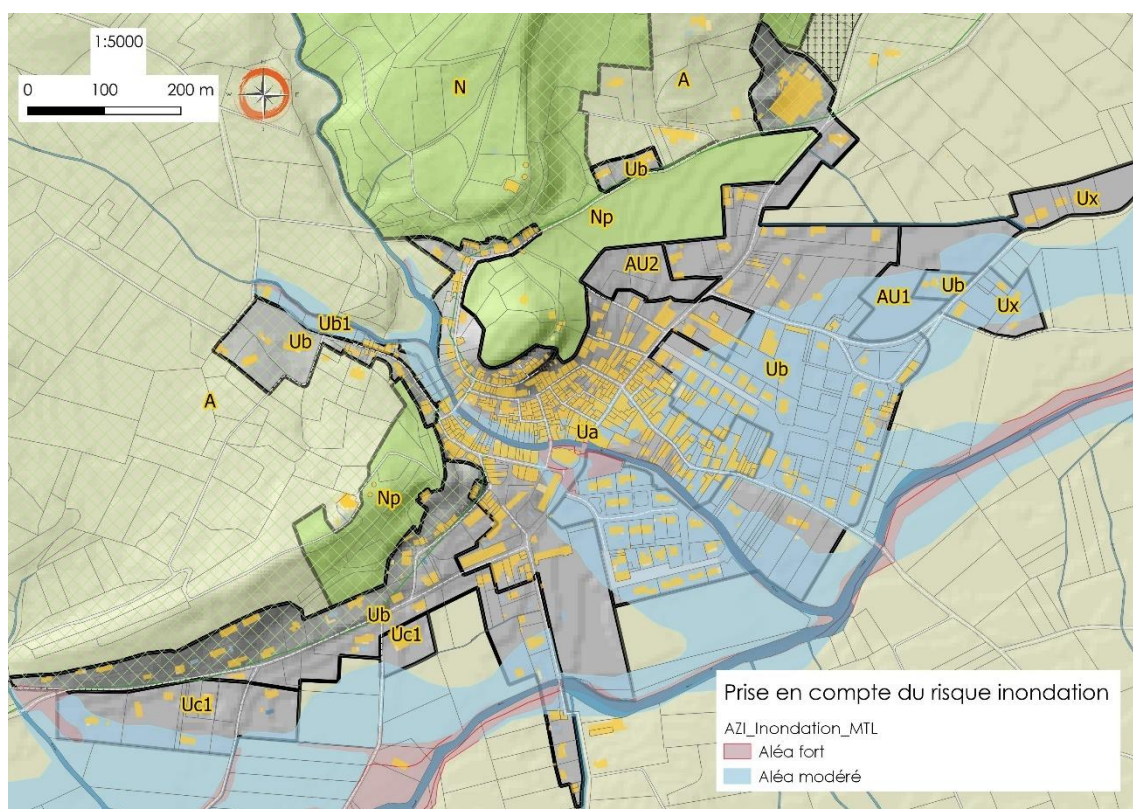 1:5000
0 100 200 m
N
A
Ub
Np
Ux
AU2
AU1
Ub
Ux
Ub1
Ub
Ub
A
Ua
Np
Ub
Uc1
Uc1
Prise en compte du risque inondation
AZI_Inondation_MTL
Aléa fort
Aléa modéré